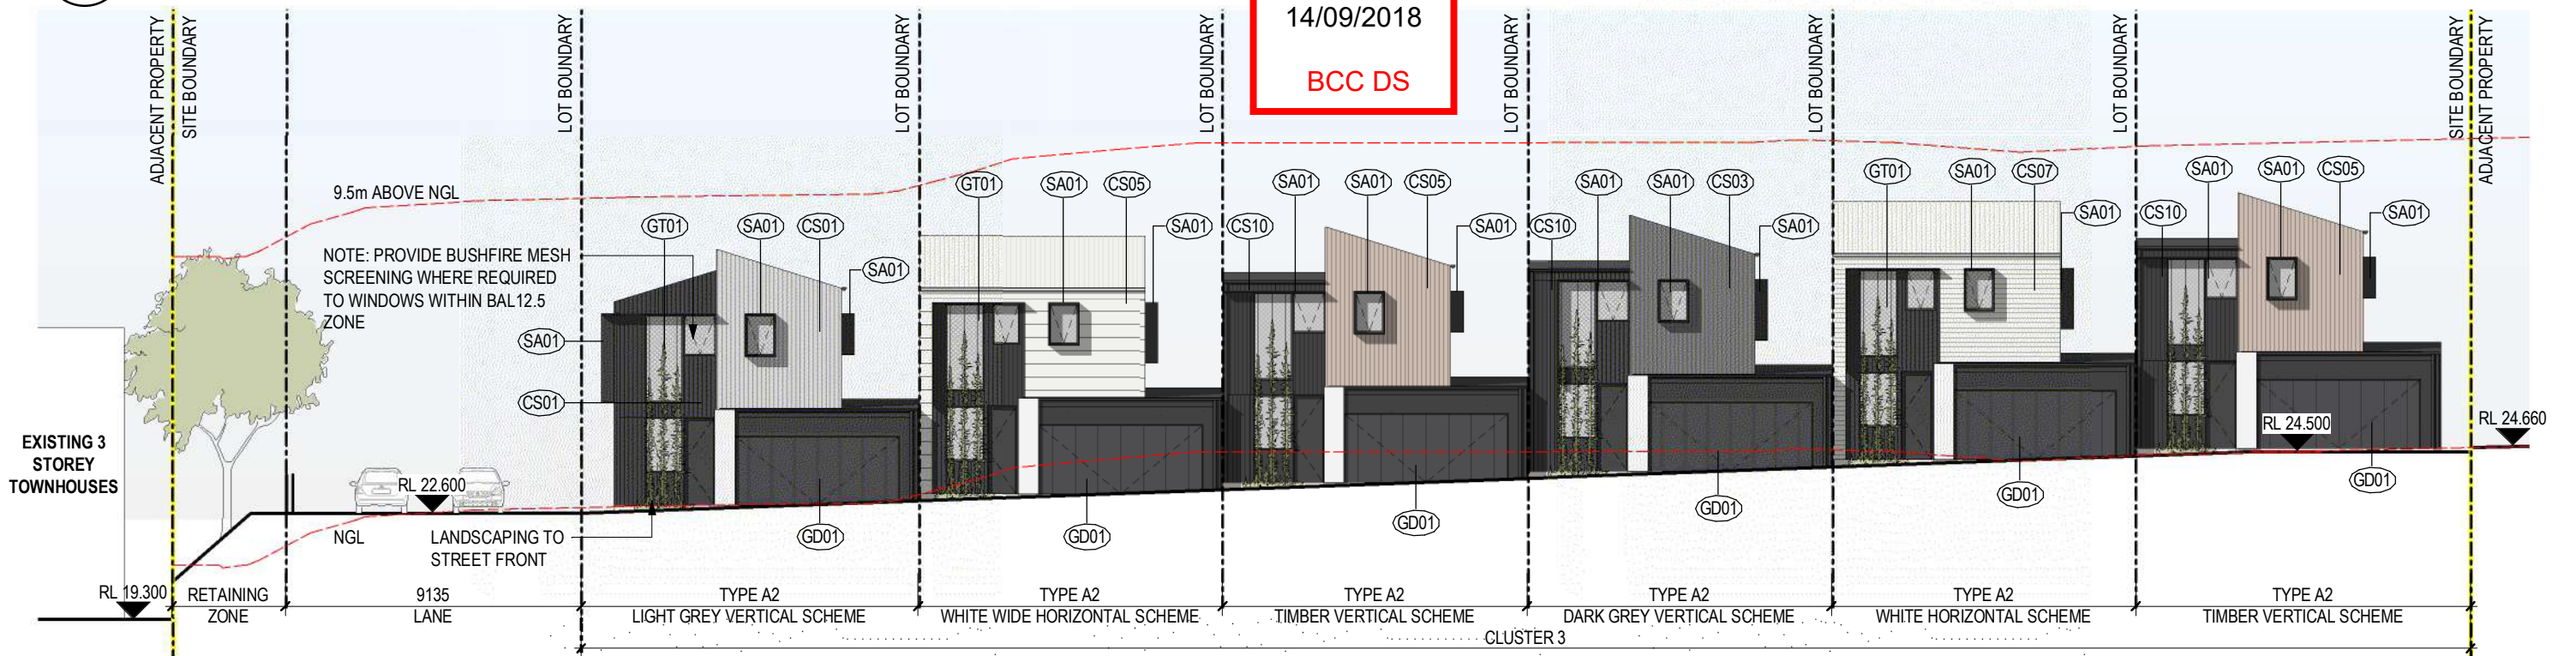 14/09/2018
BCC DS
ADJACENT PROPERTY
SITE BOUNDARY
LOT BOUNDARY
LOT BOUNDARY
LOT BOUNDARY
LOT BOUNDARY
LOT BOUNDARY
LOT BOUNDARY
SITE BOUNDARY
ADJACENT PROPERTY
9.5m ABOVE NGL
NOTE: PROVIDE BUSHFIRE MESH
SCREENING WHERE REQUIRED
TO WINDOWS WITHIN BAL12.5
ZONE
GT01
SA01
CS01
SA01
SA01
CS01
GT01
SA01
CS05
SA01
CS10
SA01
SA01
CS05
SA01
CS10
SA01
SA01
CS03
SA01
GT01
SA01
CS07
SA01
CS10
SA01
SA01
CS05
SA01
EXISTING 3
STOREY
TOWNHOUSES
RL 22.600
RL 24.500
RL 24.660
NGL
LANDSCAPING TO
STREET FRONT
GD01
GD01
GD01
GD01
GD01
GD01
RL 19.300
RETAINING
ZONE
9135
LANE
TYPE A2
LIGHT GREY VERTICAL SCHEME
TYPE A2
WHITE WIDE HORIZONTAL SCHEME
TYPE A2
TIMBER VERTICAL SCHEME
TYPE A2
DARK GREY VERTICAL SCHEME
TYPE A2
WHITE HORIZONTAL SCHEME
TYPE A2
TIMBER VERTICAL SCHEME
CLUSTER 3